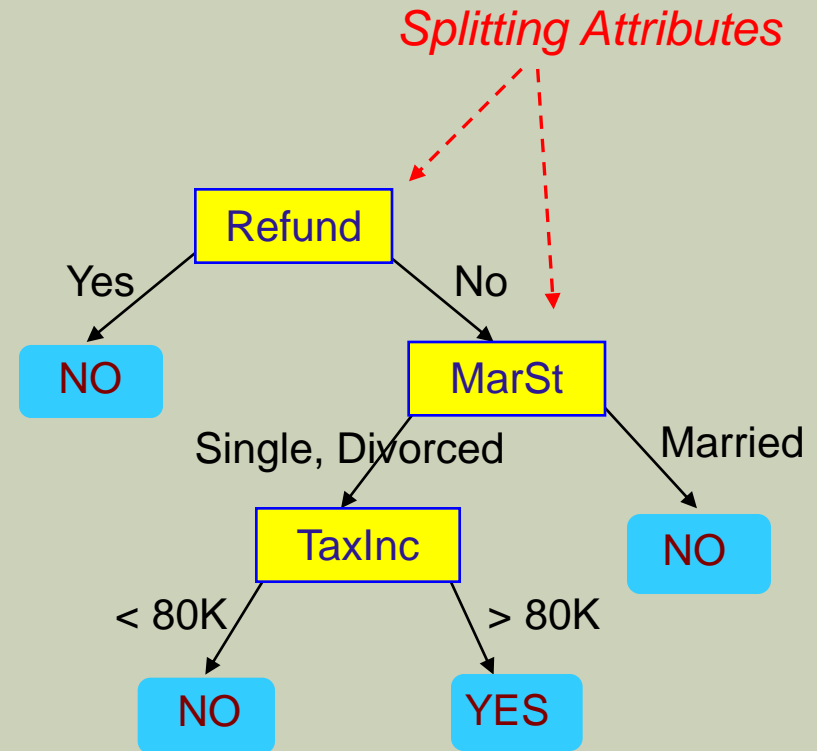 Splitting Attributes
Refund
Yes
No
NO
MarSt
Single, Divorced
Married
TaxInc
NO
< 80K
> 80K
NO
YES